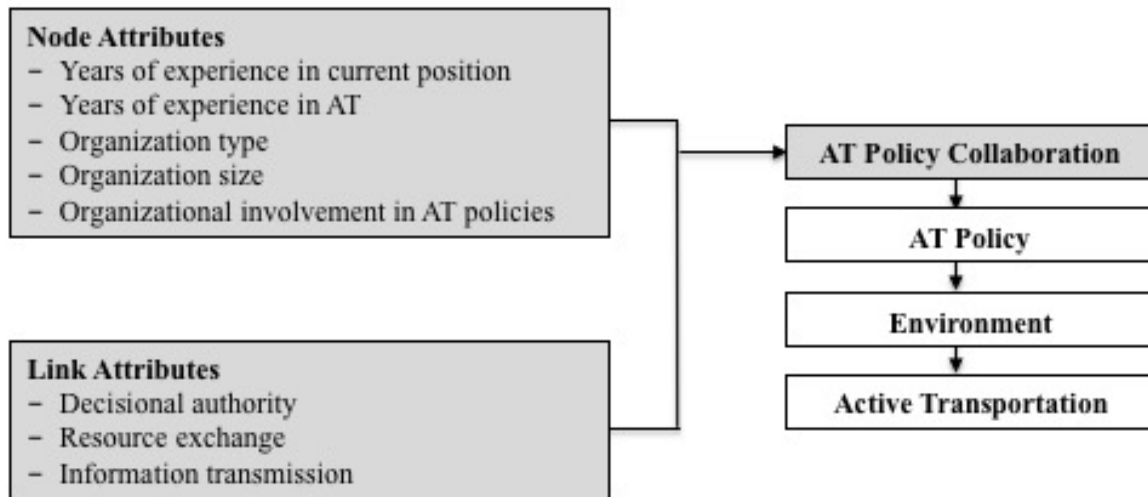 Node Attributes
– Years of experience in current position
– Years of experience in AT
– Organization type
– Organization size
– Organizational involvement in AT policies
Link Attributes
– Decisional authority
– Resource exchange
– Information transmission
AT Policy Collaboration
AT Policy
Environment
Active Transportation